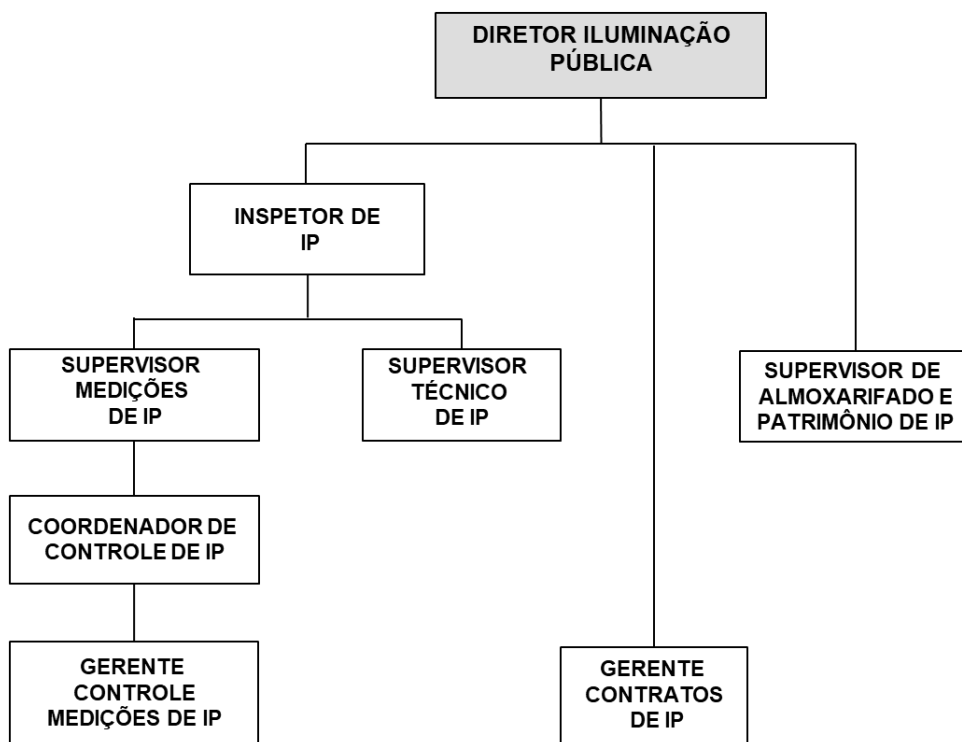 DIRETOR ILUMINAÇÃO
PÚBLICA
INSPETOR DE
IP
SUPERVISOR
MEDIÇÕES
DE IP
SUPERVISOR
TÉCNICO
DE IP
SUPERVISOR DE
ALMOXARIFADO E
PATRIMÔNIO DE IP
COORDENADOR DE
CONTROLE DE IP
GERENTE
CONTROLE
MEDIÇÕES DE IP
GERENTE
CONTRATOS
DE IP